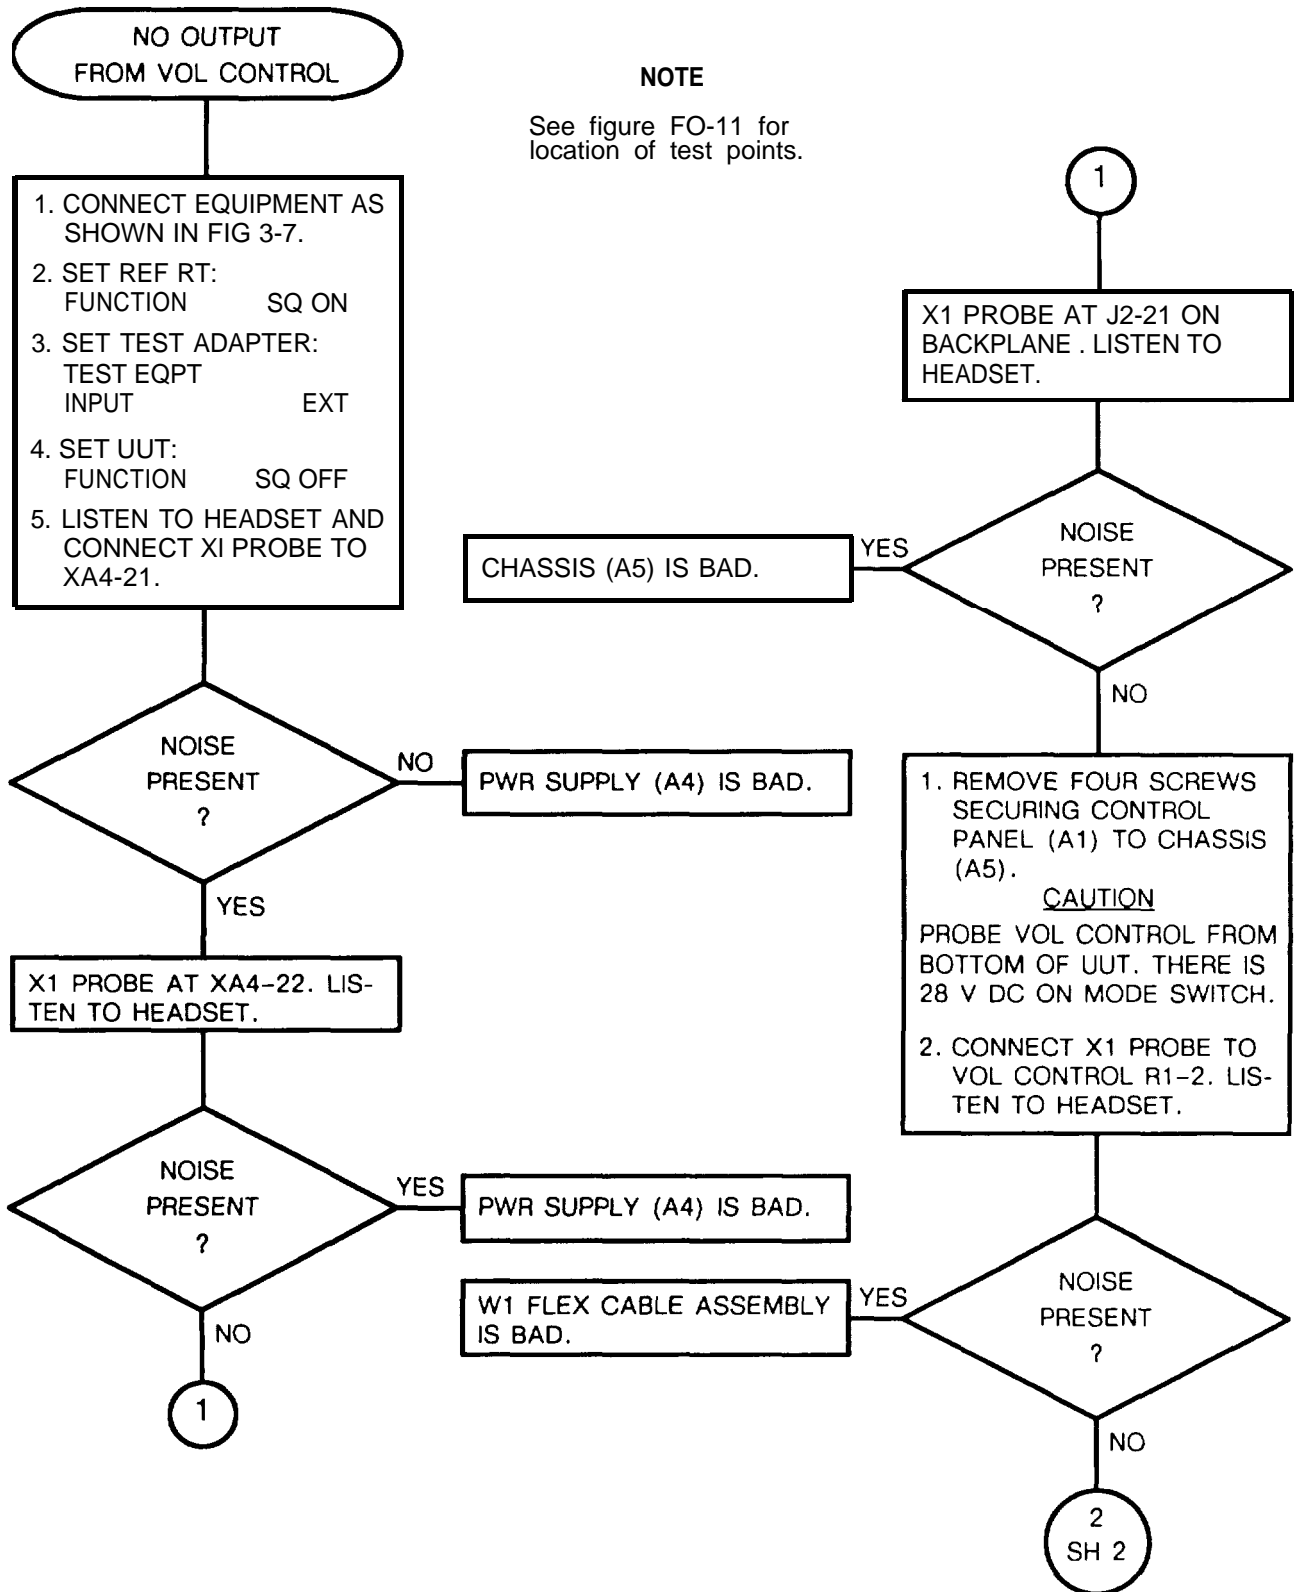 NO OUTPUT
FROM VOL CONTROL
NOTE
See figure FO-11 for
location of test points.
1. CONNECT EQUIPMENT AS
SHOWN IN FIG 3-7.
2. SET REF RT:
FUNCTION SQ ON
3. SET TEST ADAPTER:
TEST EQPT
INPUT EXT
4. SET UUT:
FUNCTION SQ OFF
5. LISTEN TO HEADSET AND
CONNECT XI PROBE TO
XA4-21.
NOISE
PRESENT
?
NO
PWR SUPPLY (A4) IS BAD.
YES
X1 PROBE AT XA4-22. LIS-
TEN TO HEADSET.
NOISE
PRESENT
?
YES
PWR SUPPLY (A4) IS BAD.
NO
1
1
X1 PROBE AT J2-21 ON
BACKPLANE . LISTEN TO
HEADSET.
NOISE
PRESENT
?
YES
CHASSIS (A5) IS BAD.
NO
1. REMOVE FOUR SCREWS
SECURING CONTROL
PANEL (A1) TO CHASSIS
(A5).
CAUTION
PROBE VOL CONTROL FROM
BOTTOM OF UUT. THERE IS
28 V DC ON MODE SWITCH.
2. CONNECT X1 PROBE TO
VOL CONTROL R1-2. LIS-
TEN TO HEADSET.
NOISE
PRESENT
?
YES
W1 FLEX CABLE ASSEMBLY
IS BAD.
NO
2
SH 2